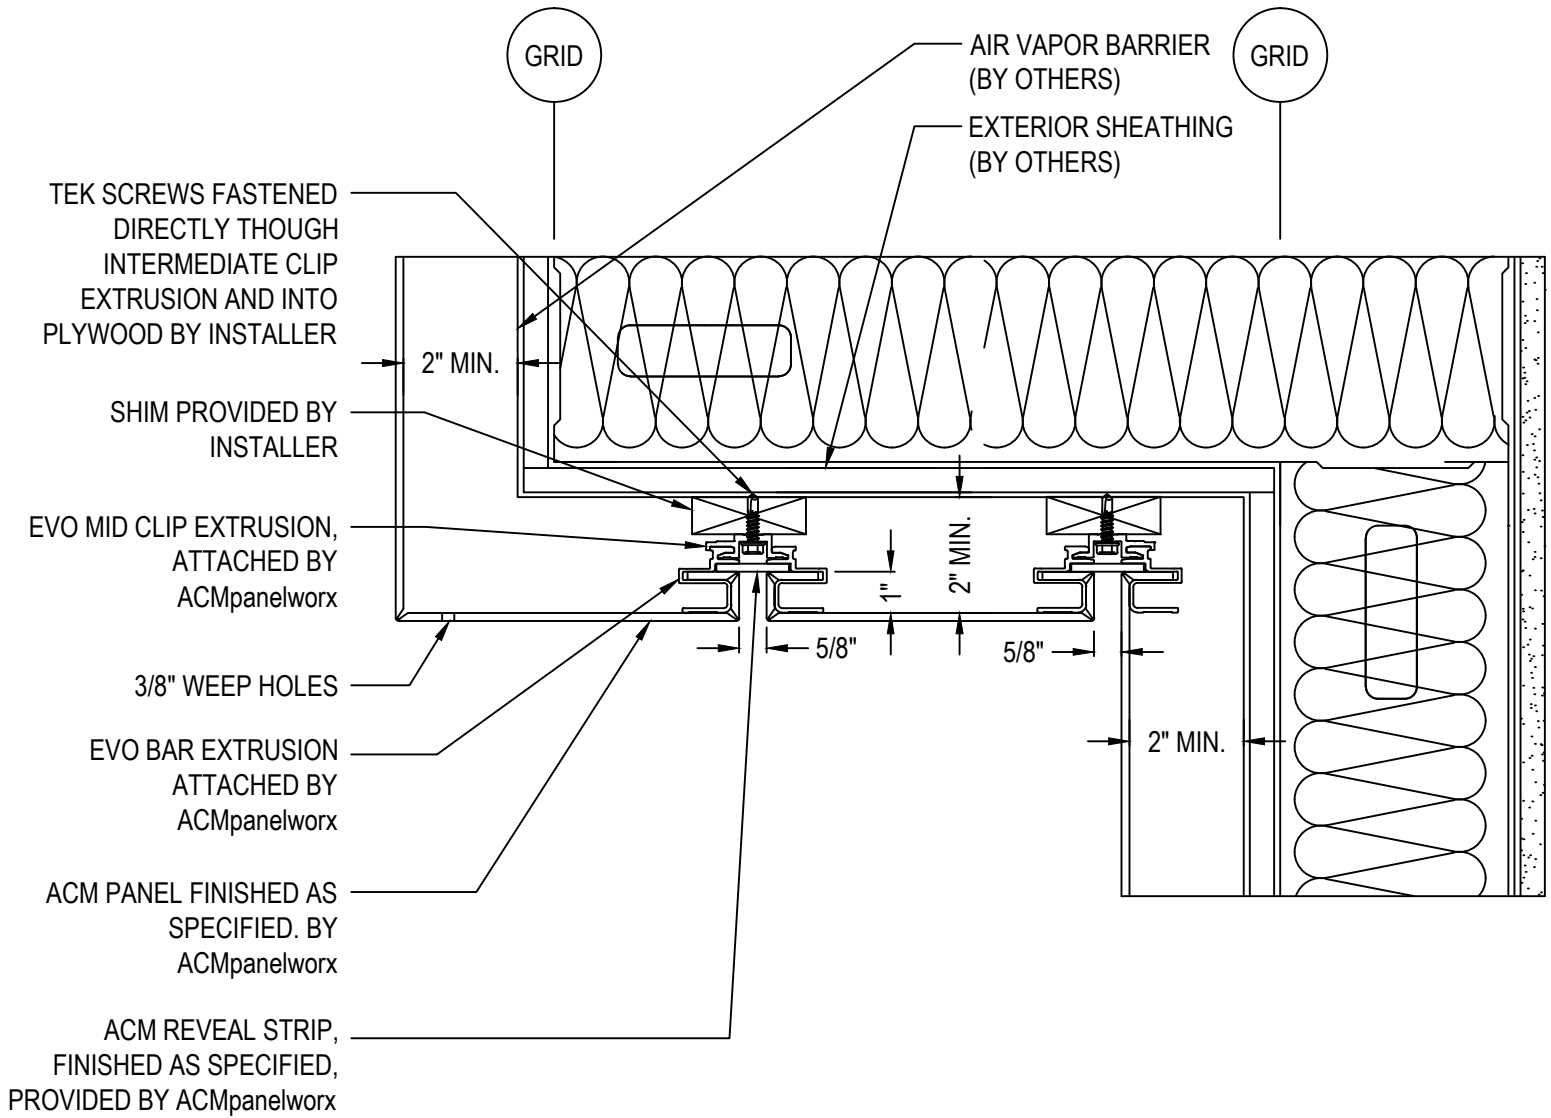 GRID
AIR VAPOR BARRIER
(BY OTHERS)
GRID
EXTERIOR SHEATHING
(BY OTHERS)
TEK SCREWS FASTENED
DIRECTLY THOUGH
INTERMEDIATE CLIP
EXTRUSION AND INTO
PLYWOOD BY INSTALLER
2" MIN.
SHIM PROVIDED BY
INSTALLER
EVO MID CLIP EXTRUSION,
ATTACHED BY
ACMpanelworx
1"
2" MIN.
5/8"
5/8"
3/8" WEEP HOLES
EVO BAR EXTRUSION
ATTACHED BY
ACMpanelworx
2" MIN.
ACM PANEL FINISHED AS
SPECIFIED. BY
ACMpanelworx
ACM REVEAL STRIP,
FINISHED AS SPECIFIED,
PROVIDED BY ACMpanelworx